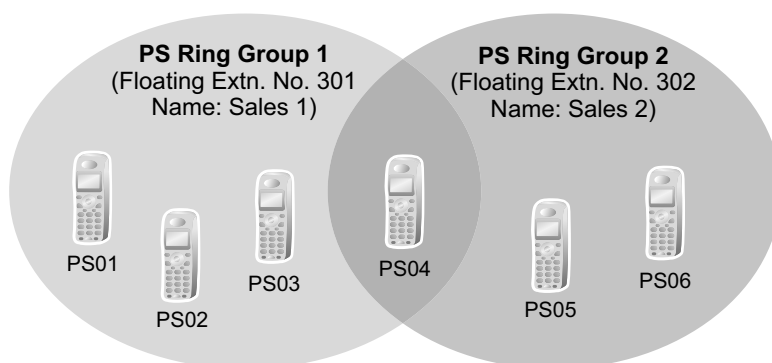 PS Ring Group 1
(Floating Extn. No. 301
Name: Sales 1)
PS Ring Group 2
(Floating Extn. No. 302
Name: Sales 2)
PS01
PS02
PS03
PS04
PS05
PS06